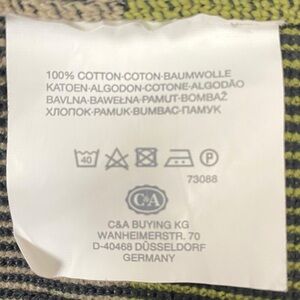 100% COTTON·COTON·BAUMWOLLE
KATOEN·ALGODON·COTONE·ALGODÃO
BAVLNA·BAWEŁNA·PAMUT·BOMBAŽ
ХЛОПОК·PAMUK·BUMBAC·ПАМУК
40 P
73088
C&A
C&A BUYING KG
WANHEIMERSTR. 70
D-40468 DÜSSELDORF
GERMANY